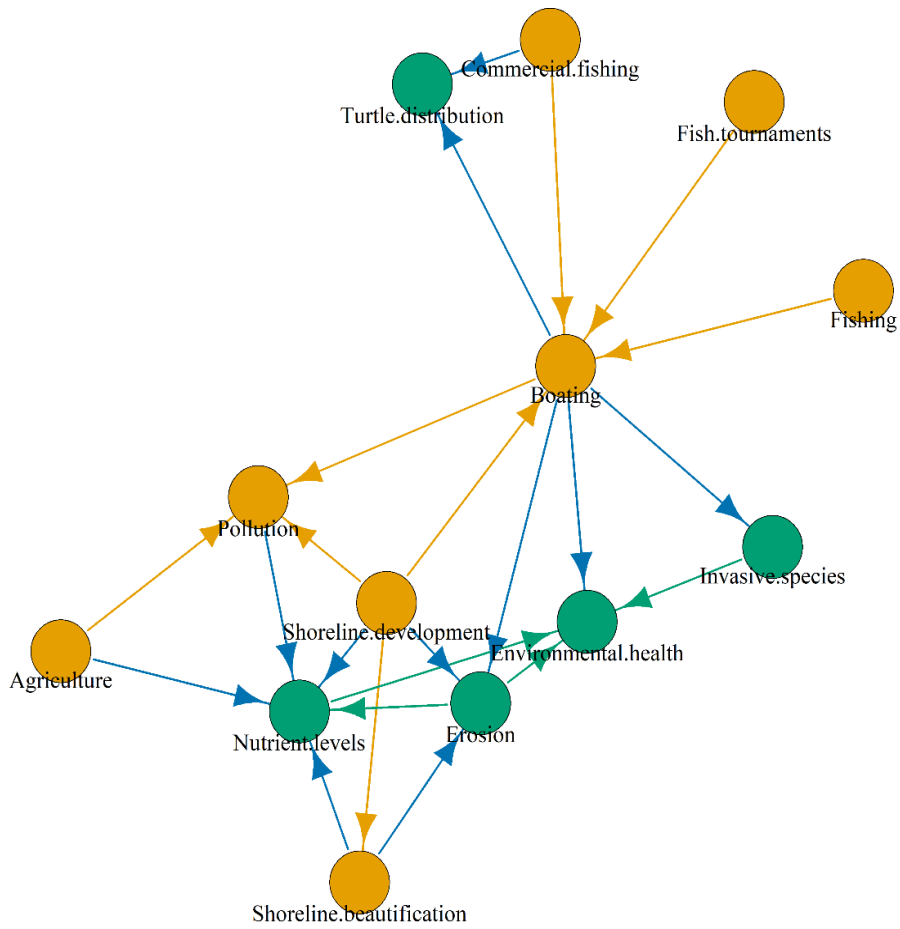 Commercial.fishing
Turtle.distribution
Fish.tournaments
Fishing
Boating
Pollution
Invasive.species
Shoreline.development
Environmental.health
Agriculture
Nutrient.levels
Erosion
Shoreline.beautification